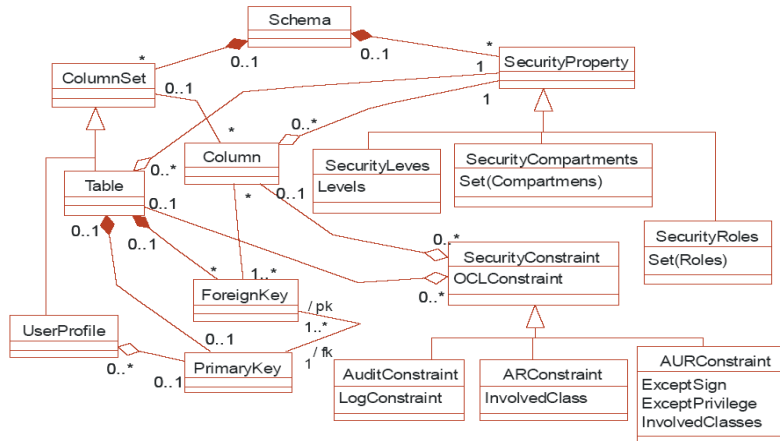 Schema
*
0..1
0..1
*
ColumnSet
0..1
1
SecurityProperty
1
*
0..*
0..*
Column
SecurityLeves
Levels
SecurityCompartments
Set(Compartmens)
Table
0..1
*
0..1
0..1
0..1
SecurityRoles
Set(Roles)
0..*
SecurityConstraint
OCLConstraint
*
1..*
0..*
ForeignKey
/ pk
1..*
UserProfile
0..1
1
/ fk
0..*
0..1
PrimaryKey
AuditConstraint
LogConstraint
ARConstraint
InvolvedClass
AURConstraint
ExceptSign
ExceptPrivilege
InvolvedClasses